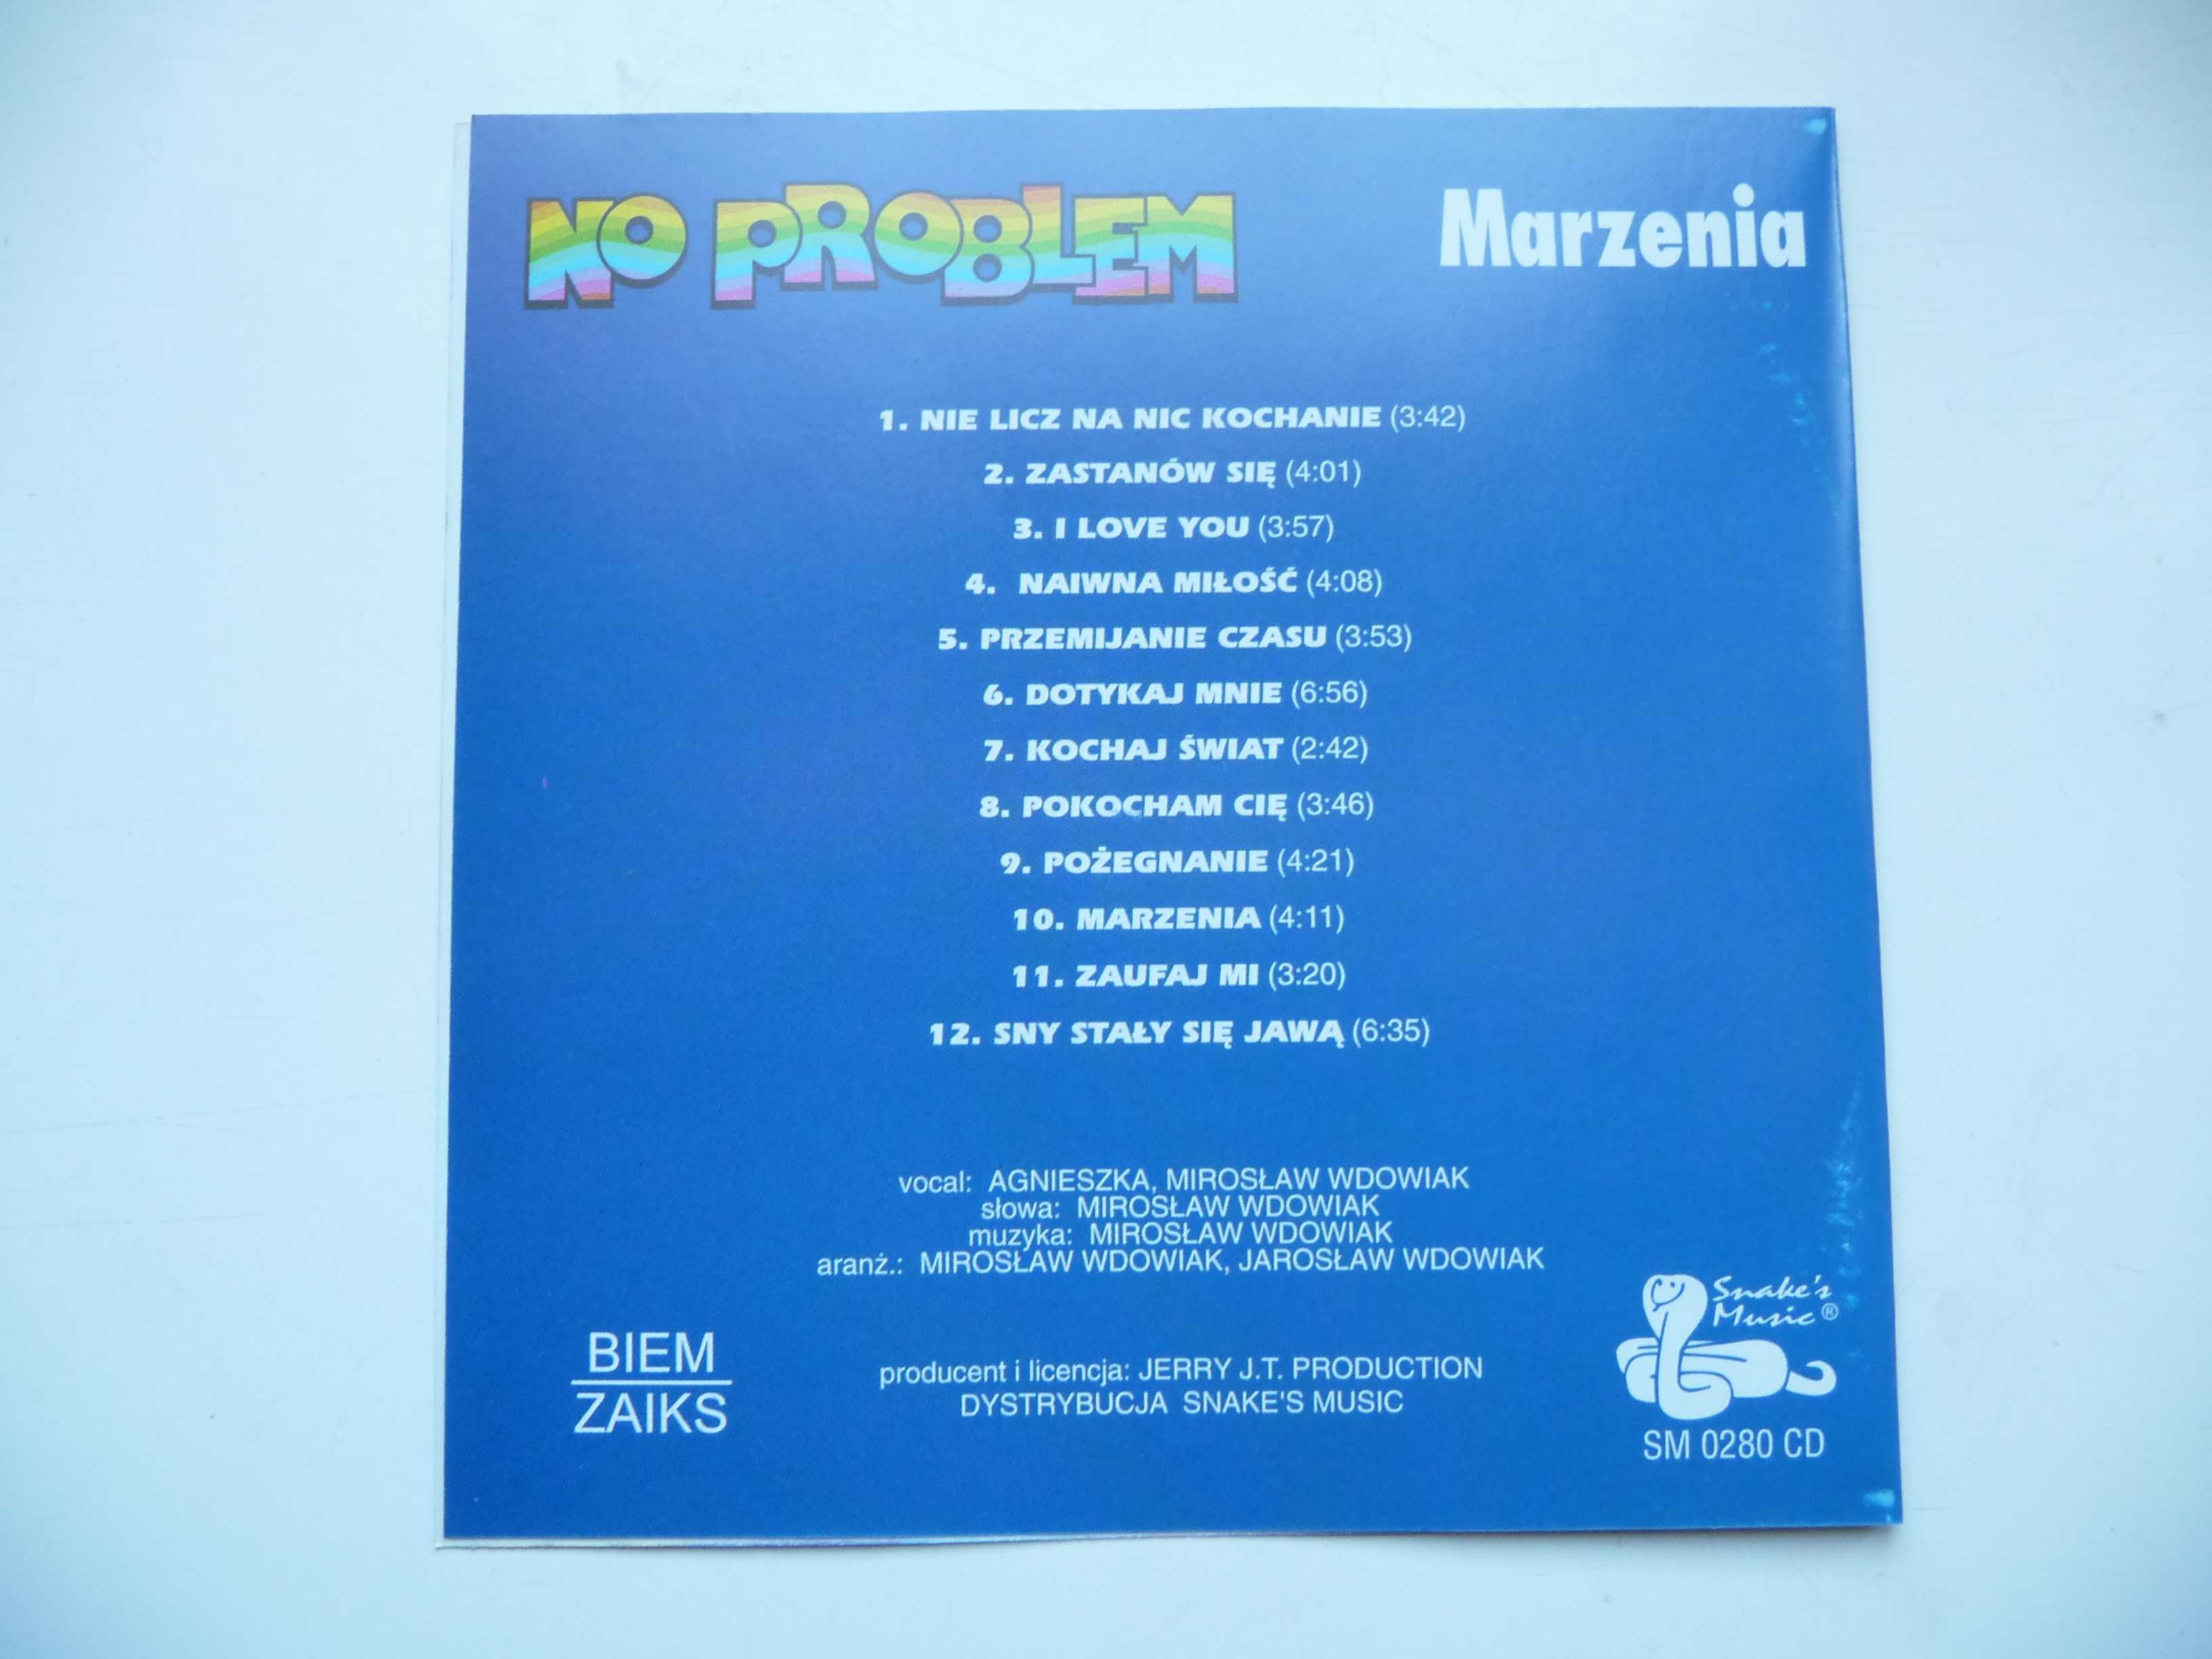 NO PROBLEM
Marzenia
1. NIE LICZ NA NIC KOCHANIE (3:42)
2. ZASTANÓW SIĘ (4:01)
3. I LOVE YOU (3:57)
4. NAIWNA MIŁOŚĆ (4:08)
5. PRZEMIJANIE CZASU (3:53)
6. DOTYKAJ MNIE (6:56)
7. KOCHAJ ŚWIAT (2:42)
8. POKOCHAM CIĘ (3:46)
9. POŻEGNANIE (4:21)
10. MARZENIA (4:11)
11. ZAUFAJ MI (3:20)
12. SNY STAŁY SIĘ JAWĄ (6:35)
vocal: AGNIESZKA, MIROSŁAW WDOWIAK
słowa: MIROSŁAW WDOWIAK
muzyka: MIROSŁAW WDOWIAK
aranż.: MIROSŁAW WDOWIAK, JAROSŁAW WDOWIAK
Snake's
Music ®
BIEM
ZAIKS
producent i licencja: JERRY J.T. PRODUCTION
DYSTRYBUCJA SNAKE'S MUSIC
SM 0280 CD